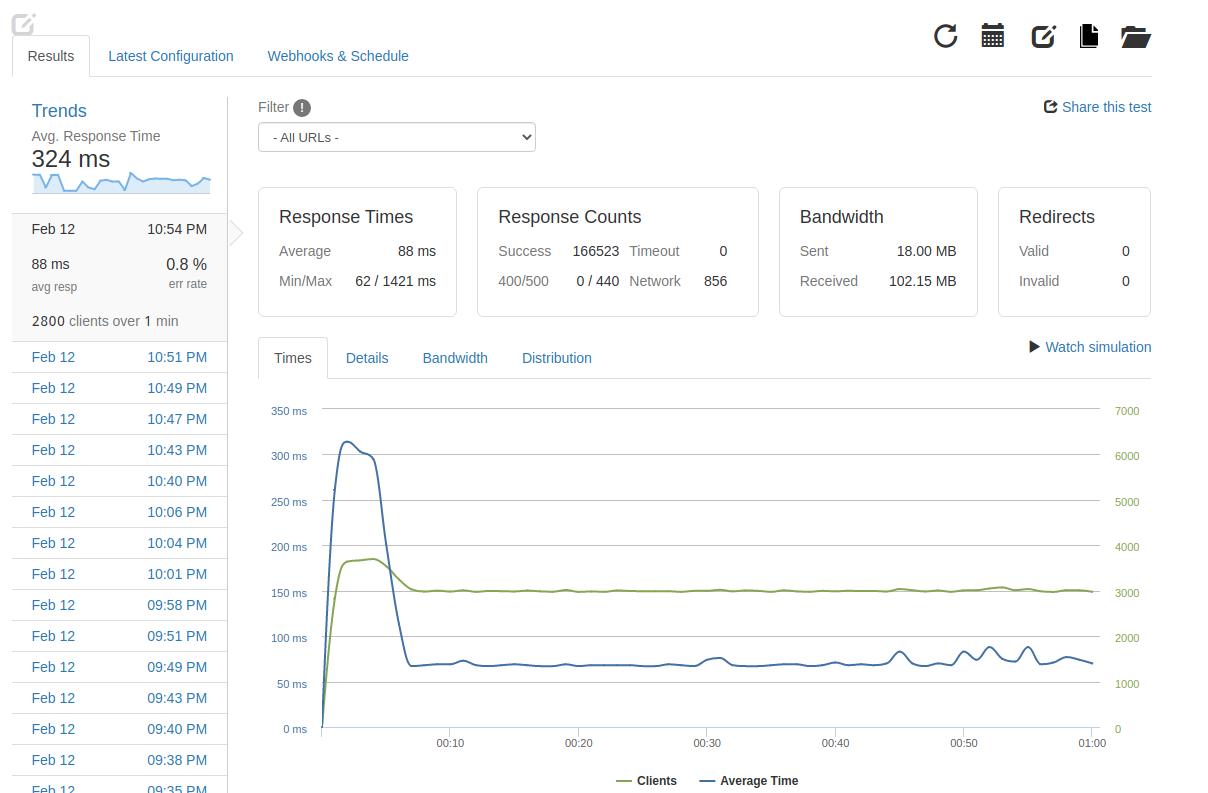 Results Latest Configuration Webhooks & Schedule
Trends
Avg. Response Time
324 ms
Feb 12 10:54 PM
88 ms 0.8 %
avg resp err rate
2800 clients over 1 min
Feb 12 10:51 PM
Feb 12 10:49 PM
Feb 12 10:47 PM
Feb 12 10:43 PM
Feb 12 10:40 PM
Feb 12 10:06 PM
Feb 12 10:04 PM
Feb 12 10:01 PM
Feb 12 09:58 PM
Feb 12 09:51 PM
Feb 12 09:49 PM
Feb 12 09:43 PM
Feb 12 09:40 PM
Feb 12 09:38 PM
Feb 12 09:35 PM
Filter !
- All URLs -
Share this test
Response Times
Average 88 ms
Min/Max 62 / 1421 ms
Response Counts
Success 166523 Timeout 0
400/500 0 / 440 Network 856
Bandwidth
Sent 18.00 MB
Received 102.15 MB
Redirects
Valid 0
Invalid 0
Times Details Bandwidth Distribution
Watch simulation
350 ms 7000
300 ms 6000
250 ms 5000
200 ms 4000
150 ms 3000
100 ms 2000
50 ms 1000
0 ms 0
00:10 00:20 00:30 00:40 00:50 01:00
Clients Average Time